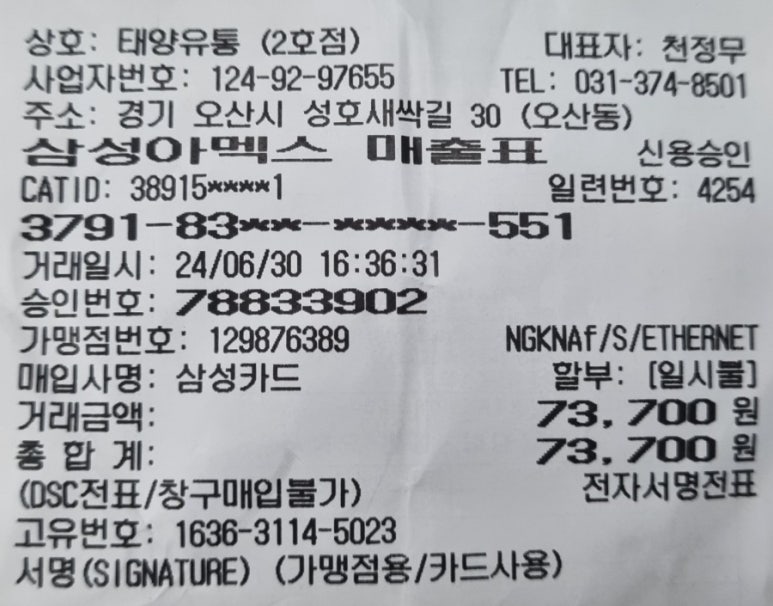 상호: 태양유통 (2호점) 대표자: 천정무
사업자번호: 124-92-97655 TEL: 031-374-8501
주소: 경기 오산시 성호새싹길 30 (오산동)
삼성아멕스 매출표 신용승인
CATID: 38915****1 일련번호: 4254
3791-83**-****-551
거래일시: 24/06/30 16:36:31
승인번호: 78833902
가맹점번호: 129876389 NGKNAf/S/ETHERNET
매입사명: 삼성카드 할부: [일시불]
거래금액: 73,700 원
총 합 계: 73,700 원
(DSC전표/창구매입불가) 전자서명전표
고유번호: 1636-3114-5023
서명(SIGNATURE) (가맹점용/카드사용)